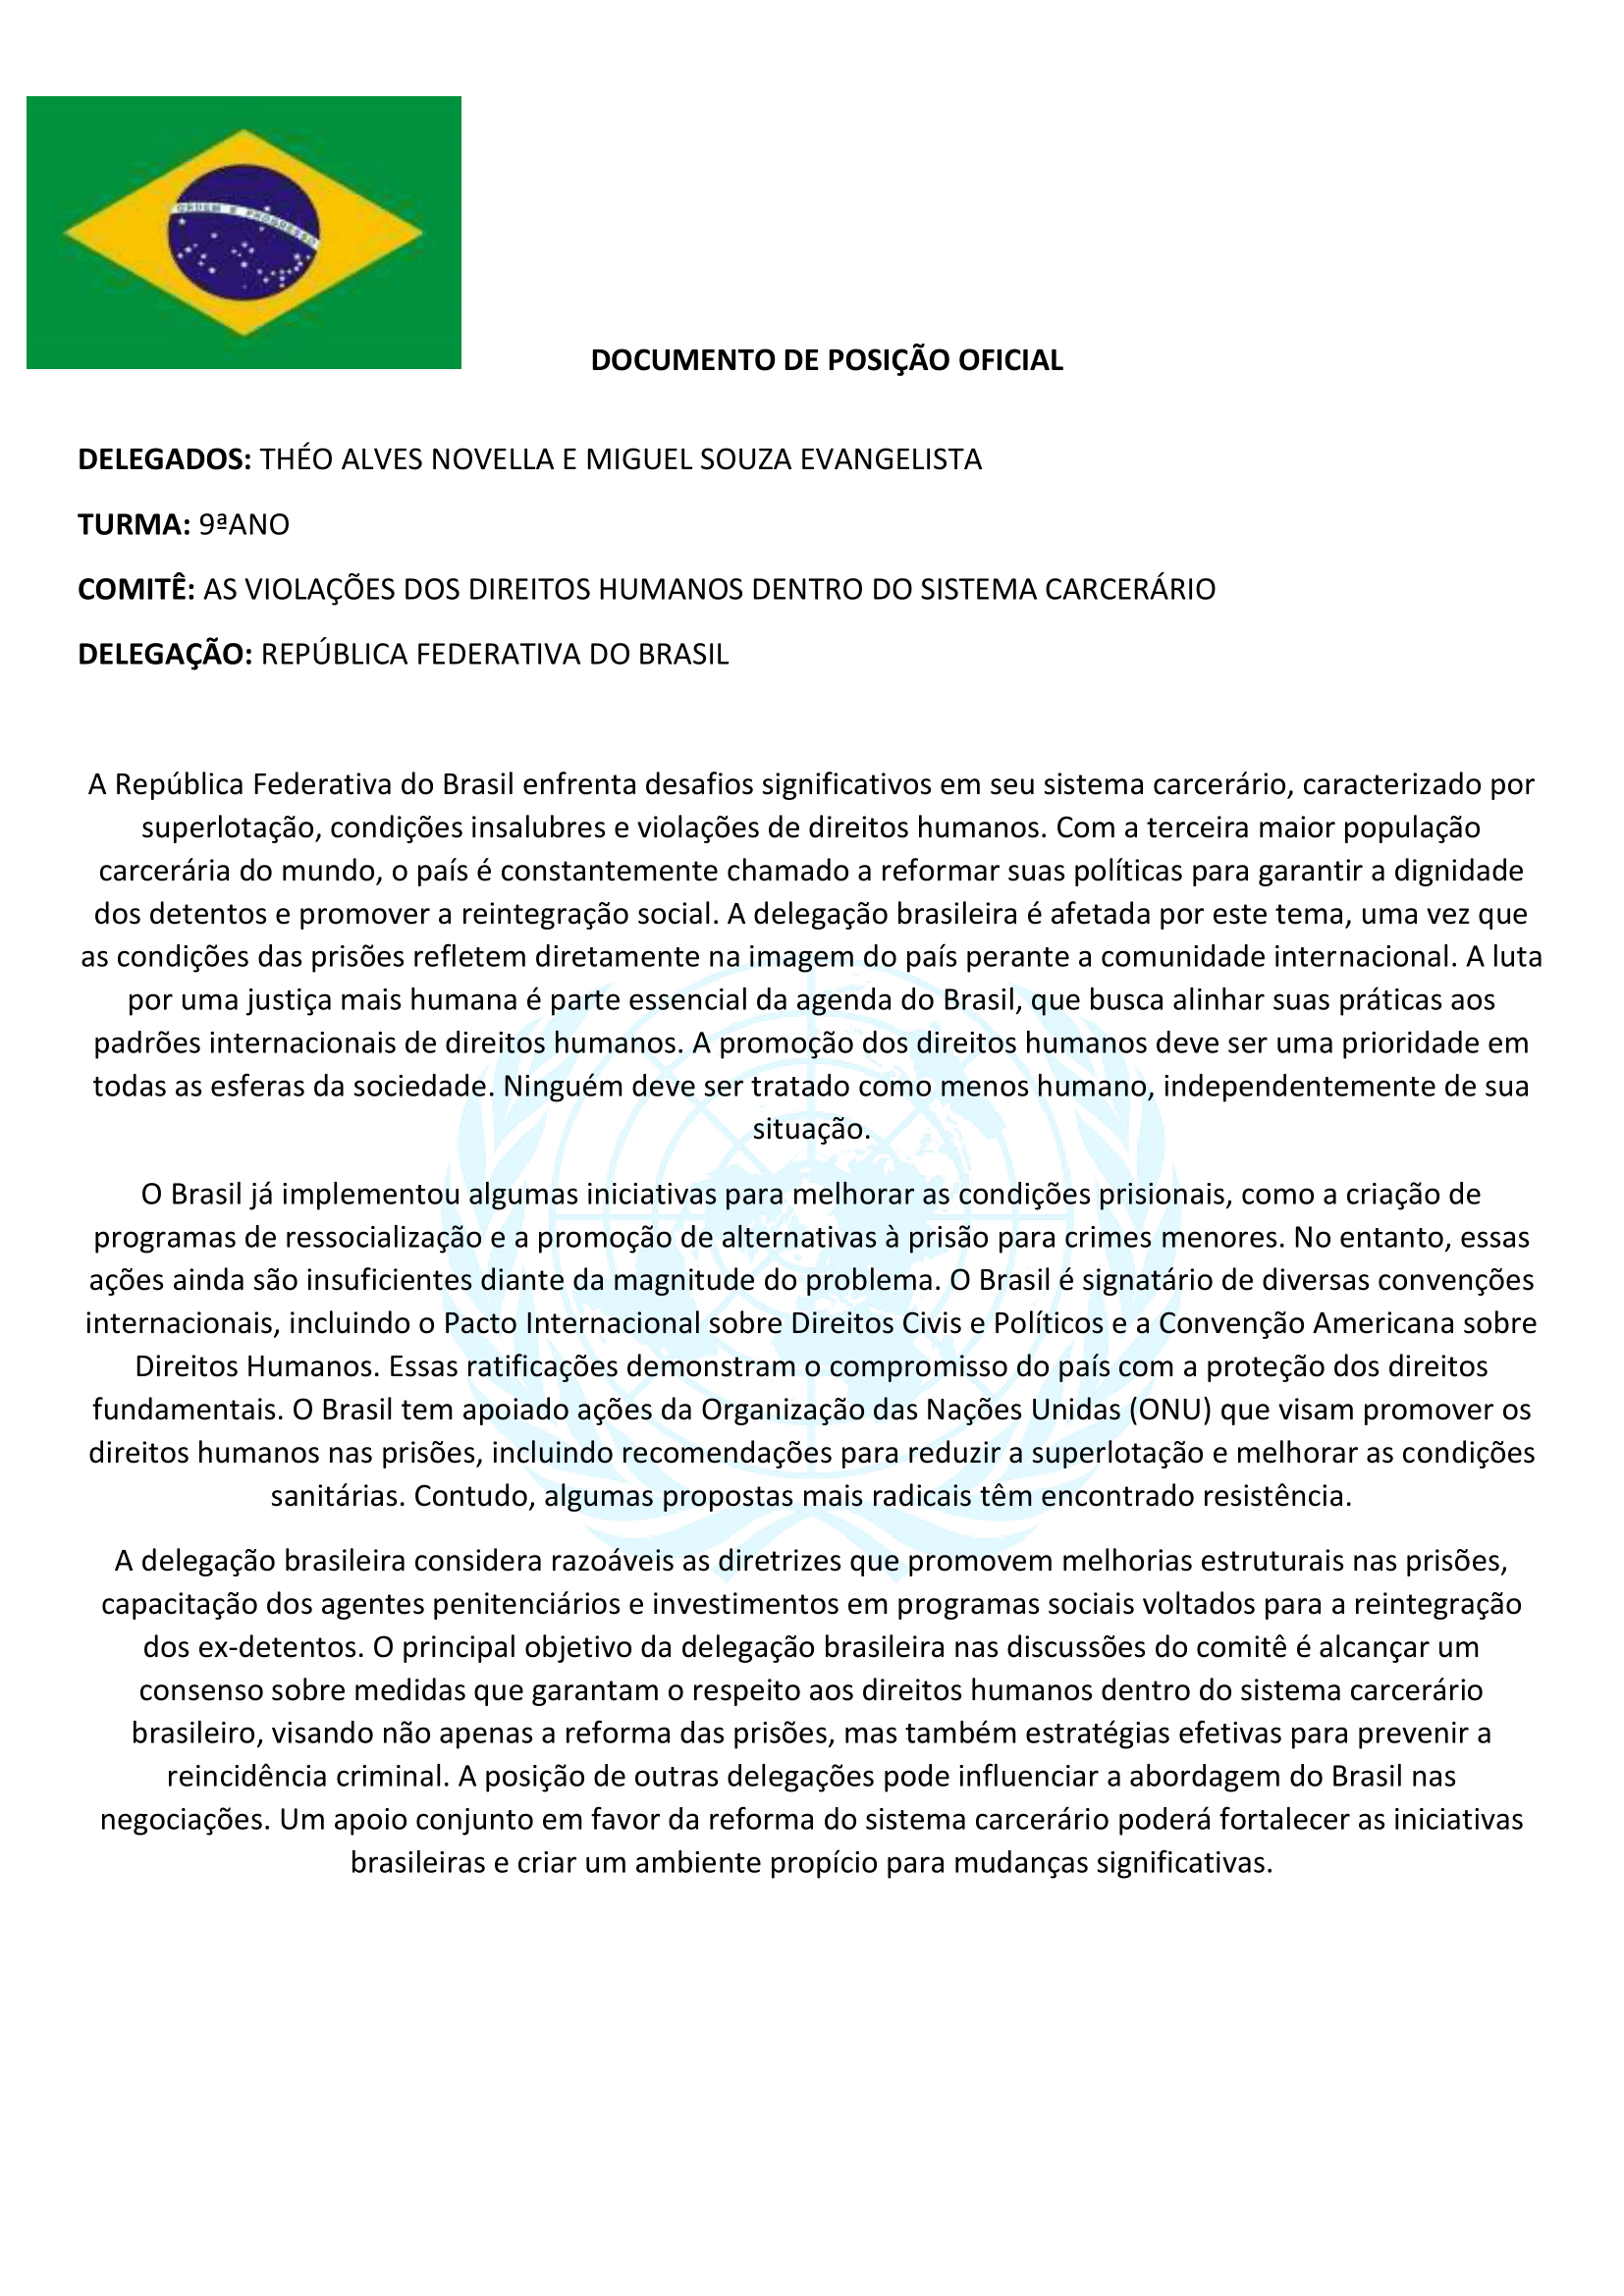 ORDEM E PROGRESSO
DOCUMENTO DE POSIÇÃO OFICIAL
DELEGADOS: THÉO ALVES NOVELLA E MIGUEL SOUZA EVANGELISTA
TURMA: 9ªANO
COMITÊ: AS VIOLAÇÕES DOS DIREITOS HUMANOS DENTRO DO SISTEMA CARCERÁRIO
DELEGAÇÃO: REPÚBLICA FEDERATIVA DO BRASIL
A República Federativa do Brasil enfrenta desafios significativos em seu sistema carcerário, caracterizado por
superlotação, condições insalubres e violações de direitos humanos. Com a terceira maior população
carcerária do mundo, o país é constantemente chamado a reformar suas políticas para garantir a dignidade
dos detentos e promover a reintegração social. A delegação brasileira é afetada por este tema, uma vez que
as condições das prisões refletem diretamente na imagem do país perante a comunidade internacional. A luta
por uma justiça mais humana é parte essencial da agenda do Brasil, que busca alinhar suas práticas aos
padrões internacionais de direitos humanos. A promoção dos direitos humanos deve ser uma prioridade em
todas as esferas da sociedade. Ninguém deve ser tratado como menos humano, independentemente de sua
situação.
O Brasil já implementou algumas iniciativas para melhorar as condições prisionais, como a criação de
programas de ressocialização e a promoção de alternativas à prisão para crimes menores. No entanto, essas
ações ainda são insuficientes diante da magnitude do problema. O Brasil é signatário de diversas convenções
internacionais, incluindo o Pacto Internacional sobre Direitos Civis e Políticos e a Convenção Americana sobre
Direitos Humanos. Essas ratificações demonstram o compromisso do país com a proteção dos direitos
fundamentais. O Brasil tem apoiado ações da Organização das Nações Unidas (ONU) que visam promover os
direitos humanos nas prisões, incluindo recomendações para reduzir a superlotação e melhorar as condições
sanitárias. Contudo, algumas propostas mais radicais têm encontrado resistência.
A delegação brasileira considera razoáveis as diretrizes que promovem melhorias estruturais nas prisões,
capacitação dos agentes penitenciários e investimentos em programas sociais voltados para a reintegração
dos ex-detentos. O principal objetivo da delegação brasileira nas discussões do comitê é alcançar um
consenso sobre medidas que garantam o respeito aos direitos humanos dentro do sistema carcerário
brasileiro, visando não apenas a reforma das prisões, mas também estratégias efetivas para prevenir a
reincidência criminal. A posição de outras delegações pode influenciar a abordagem do Brasil nas
negociações. Um apoio conjunto em favor da reforma do sistema carcerário poderá fortalecer as iniciativas
brasileiras e criar um ambiente propício para mudanças significativas.